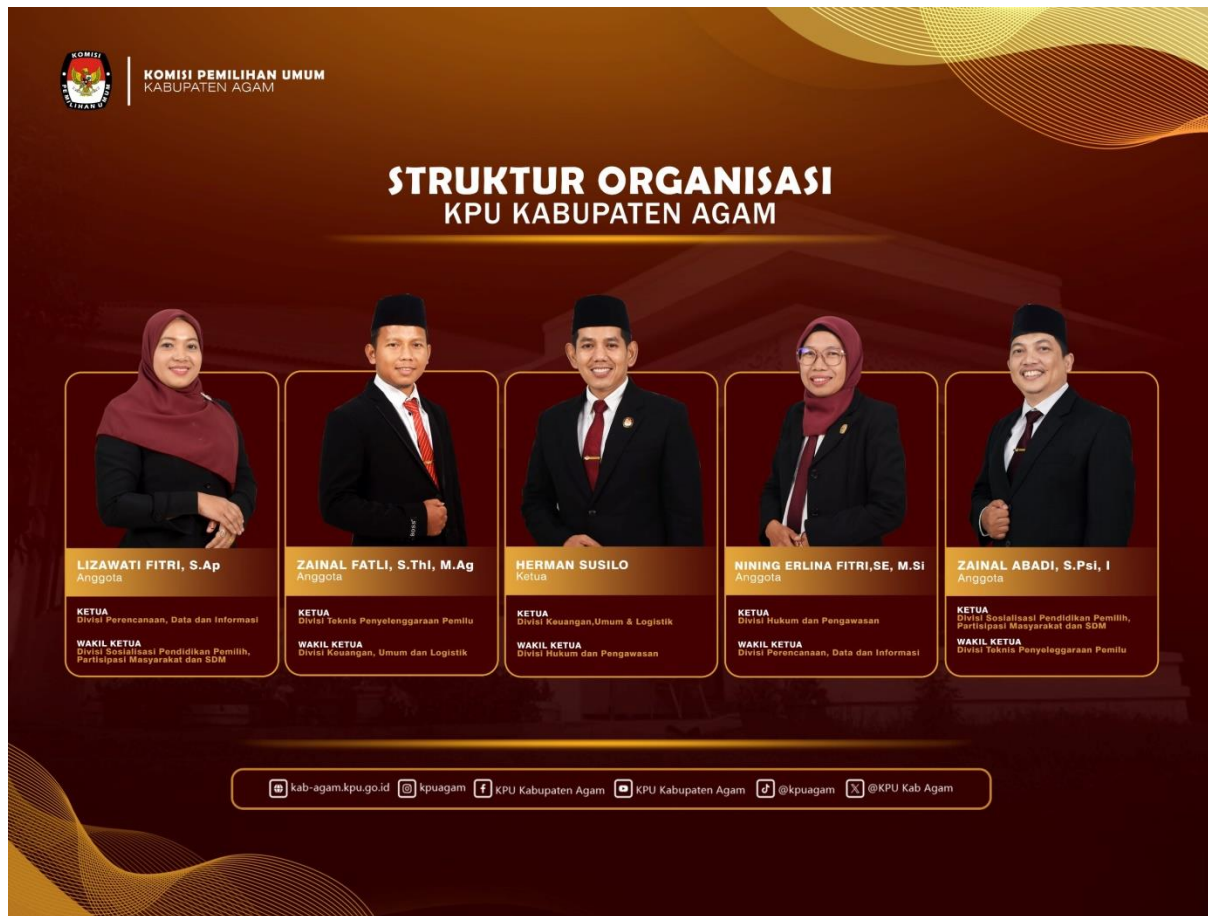 KOMISI
PEMILIHAN UMUM
KOMISI PEMILIHAN UMUM
KABUPATEN AGAM
STRUKTUR ORGANISASI
KPU KABUPATEN AGAM
LIZAWATI FITRI, S.Ap
Anggota
KETUA
Divisi Perencanaan, Data dan Informasi
WAKIL KETUA
Divisi Sosialisasi Pendidikan Pemilih,
Partisipasi Masyarakat dan SDM
ZAINAL FATLI, S.ThI, M.Ag
Anggota
KETUA
Divisi Teknis Penyelenggaraan Pemilu
WAKIL KETUA
Divisi Keuangan, Umum dan Logistik
HERMAN SUSILO
Ketua
KETUA
Divisi Keuangan,Umum & Logistik
WAKIL KETUA
Divisi Hukum dan Pengawasan
NINING ERLINA FITRI,SE, M.Si
Anggota
KETUA
Divisi Hukum dan Pengawasan
WAKIL KETUA
Divisi Perencanaan, Data dan Informasi
ZAINAL ABADI, S.Psi, I
Anggota
KETUA
Divisi Sosialisasi Pendidikan Pemilih,
Partisipasi Masyarakat dan SDM
WAKIL KETUA
Divisi Teknis Penyeleggaraan Pemilu
kab-agam.kpu.go.id kpuagam KPU Kabupaten Agam KPU Kabupaten Agam @kpuagam @KPU Kab Agam